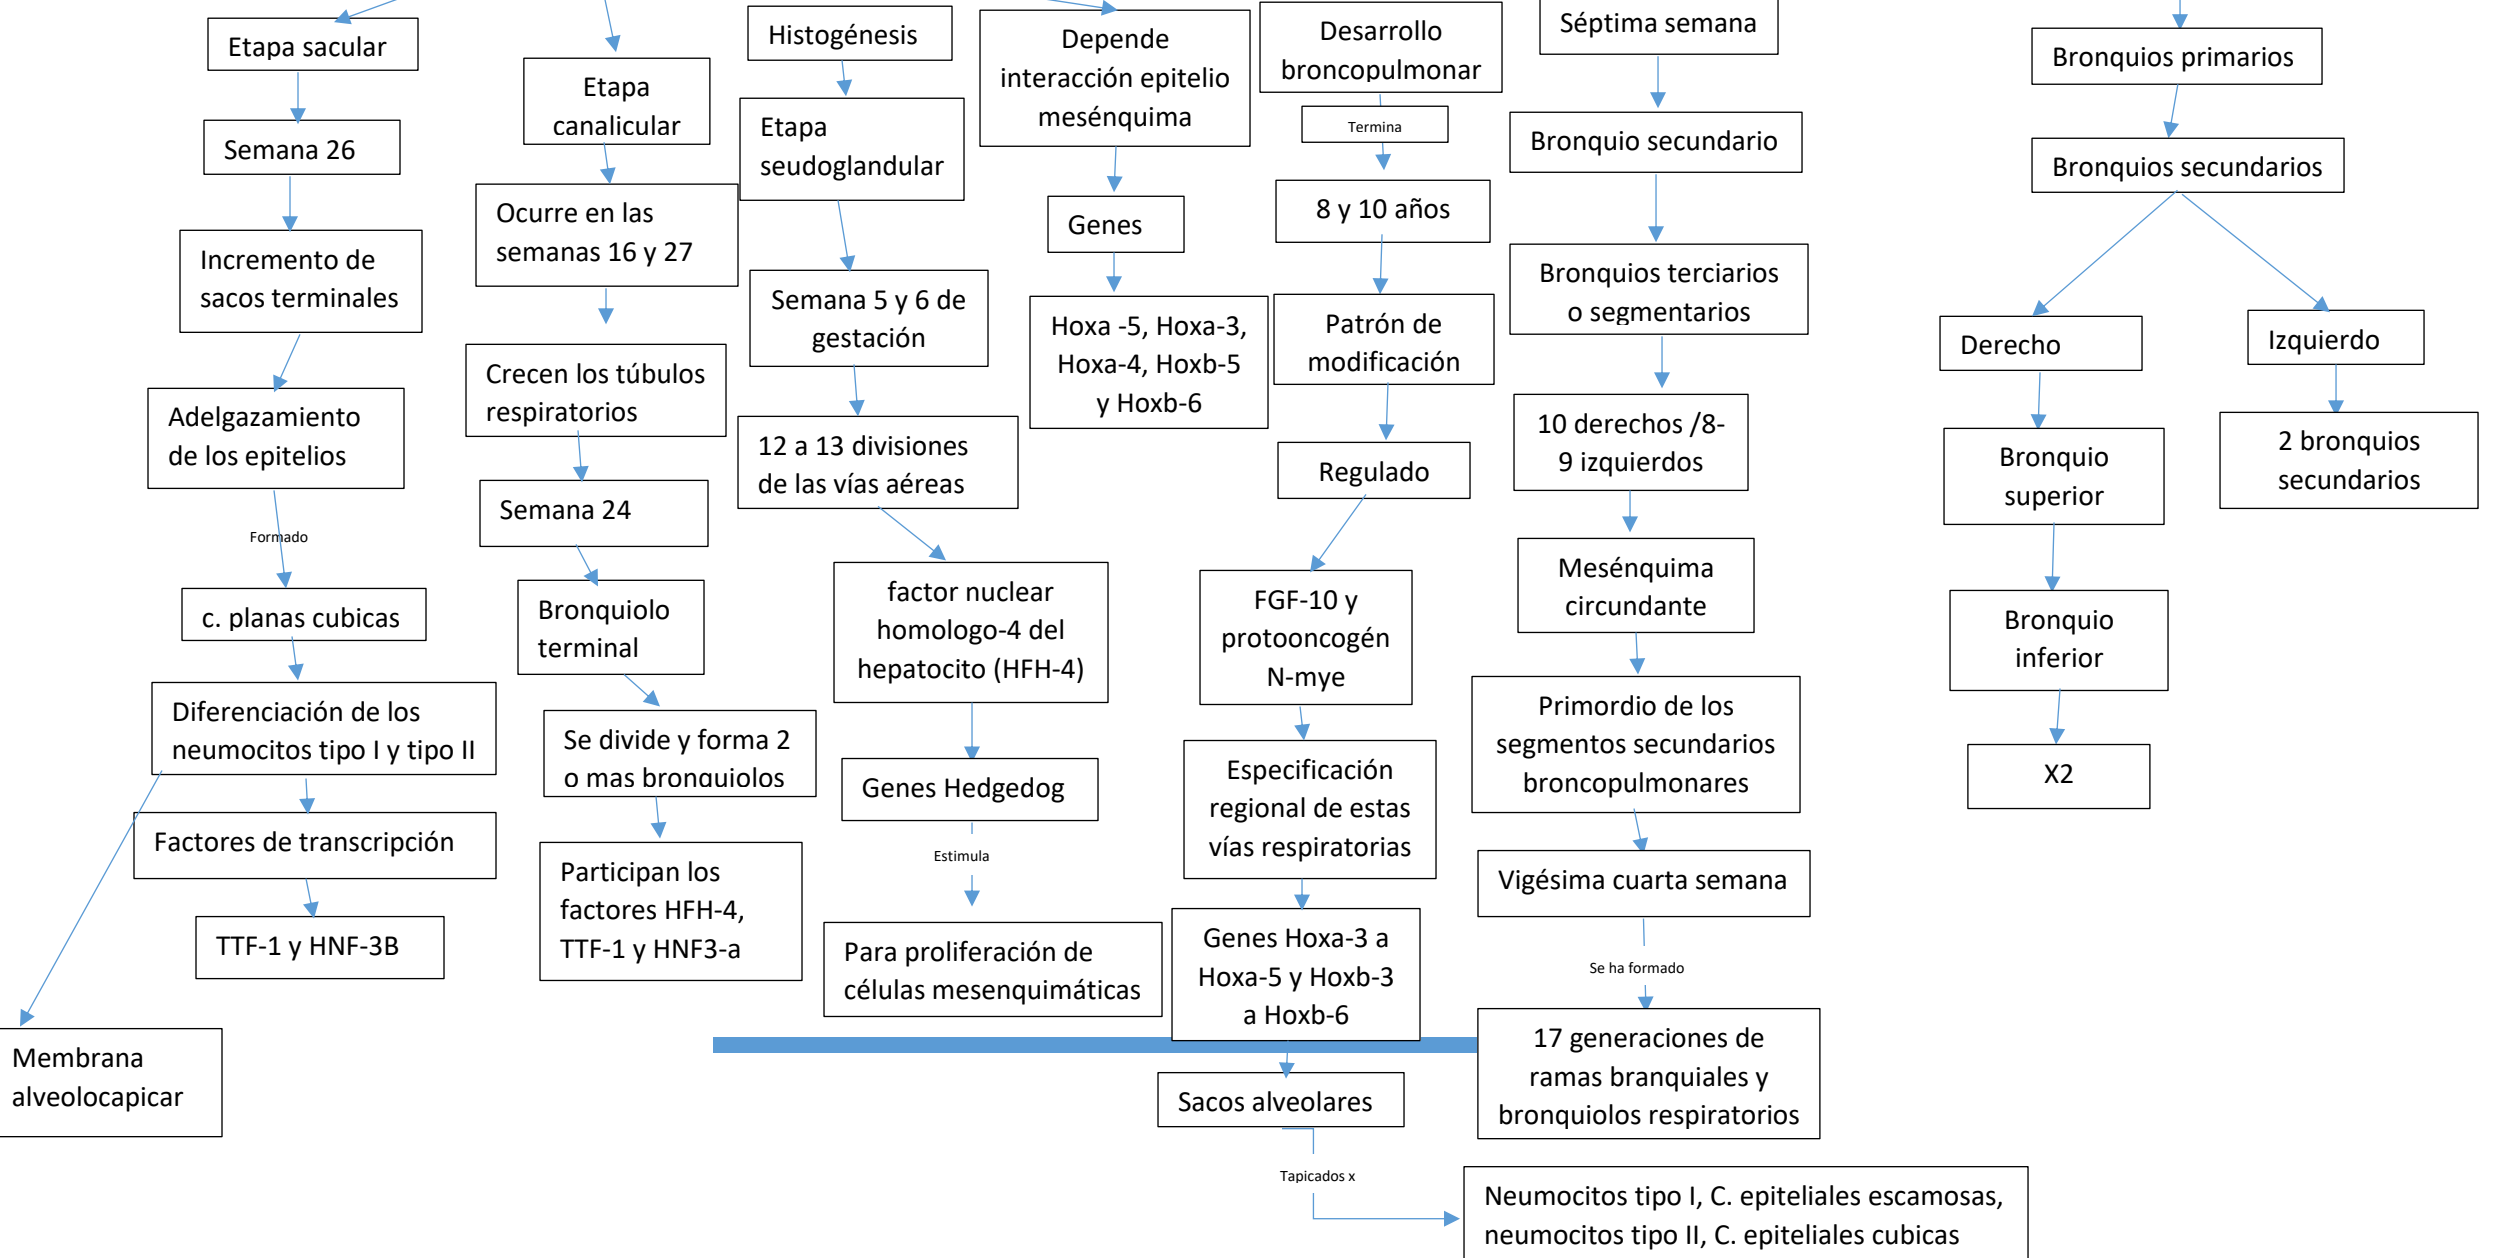 Etapa sacular
Semana 26
Incremento de
sacos terminales
Adelgazamiento
de los epitelios
Formado
c. planas cubicas
Diferenciación de los
neumocitos tipo I y tipo II
Factores de transcripción
TTF-1 y HNF-3B
Membrana
alveolocapicar
Etapa
canalicular
Ocurre en las
semanas 16 y 27
Crecen los túbulos
respiratorios
Semana 24
Bronquiolo
terminal
Se divide y forma 2
o mas bronquiolos
Participan los
factores HFH-4,
TTF-1 y HNF3-a
Histogénesis
Etapa
seudoglandular
Semana 5 y 6 de
gestación
12 a 13 divisiones
de las vías aéreas
factor nuclear
homologo-4 del
hepatocito (HFH-4)
Genes Hedgedog
Estimula
Para proliferación de
células mesenquimáticas
Depende
interacción epitelio
mesénquima
Genes
Hoxa -5, Hoxa-3,
Hoxa-4, Hoxb-5
y Hoxb-6
Desarrollo
broncopulmonar
Termina
8 y 10 años
Patrón de
modificación
Regulado
FGF-10 y
protooncogén
N-mye
Especificación
regional de estas
vías respiratorias
Genes Hoxa-3 a
Hoxa-5 y Hoxb-3
a Hoxb-6
Sacos alveolares
Tapicados x
Neumocitos tipo I, C. epiteliales escamosas,
neumocitos tipo II, C. epiteliales cubicas
Séptima semana
Bronquio secundario
Bronquios terciarios
o segmentarios
10 derechos /8-
9 izquierdos
Mesénquima
circundante
Primordio de los
segmentos secundarios
broncopulmonares
Vigésima cuarta semana
Se ha formado
17 generaciones de
ramas branquiales y
bronquiolos respiratorios
Bronquios primarios
Bronquios secundarios
Derecho
Bronquio
superior
Bronquio
inferior
X2
Izquierdo
2 bronquios
secundarios